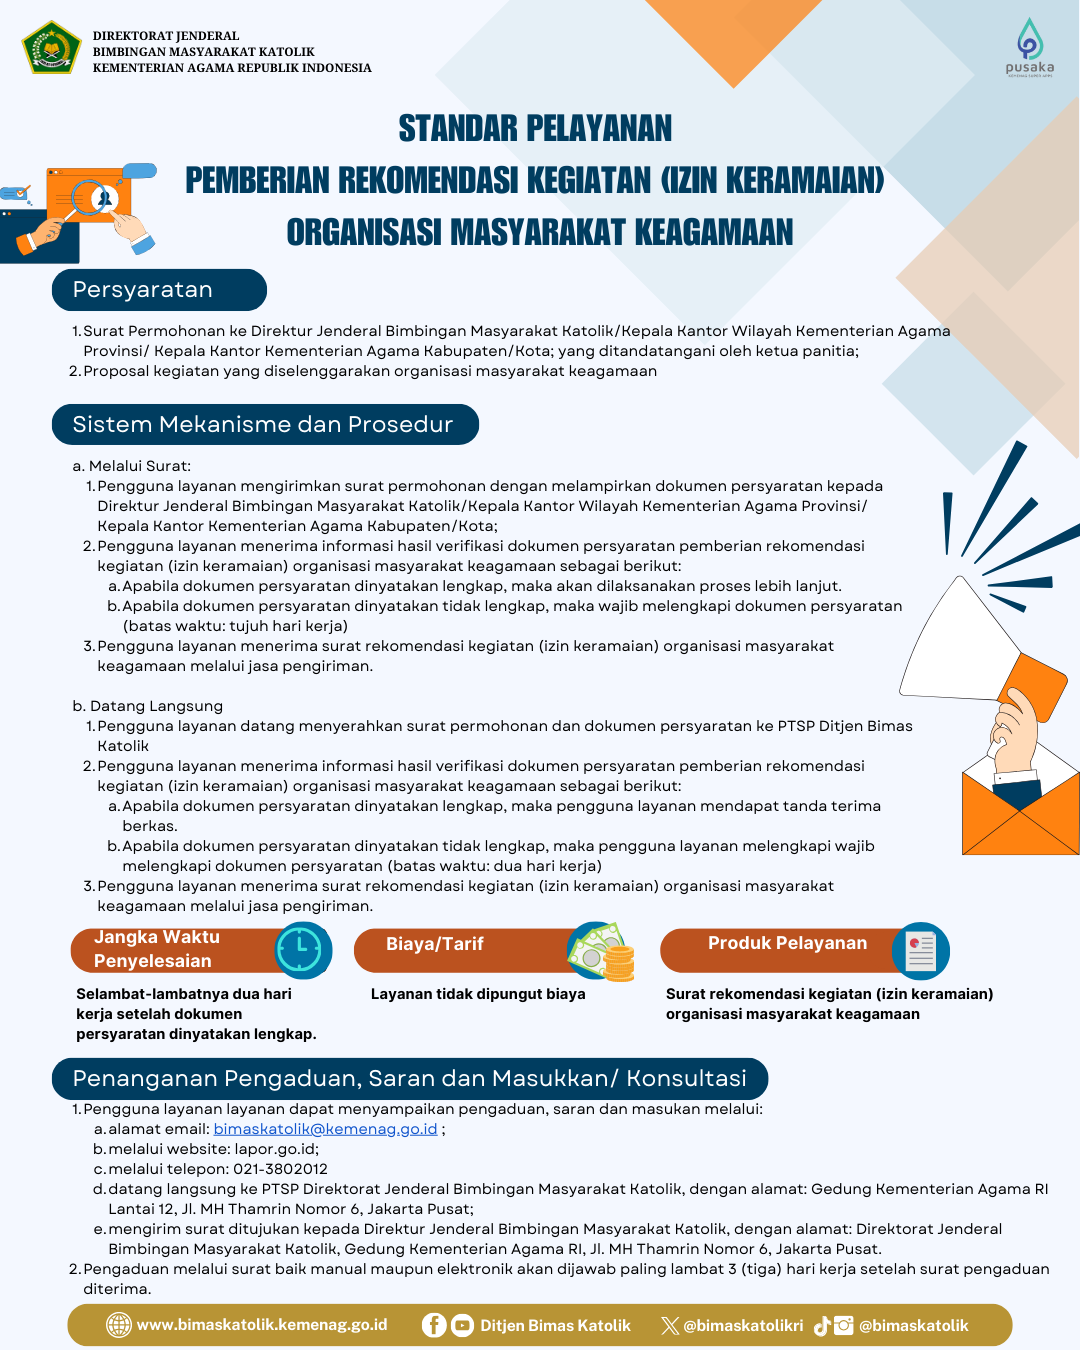 DIREKTORAT JENDERAL
BIMBINGAN MASYARAKAT KATOLIK
KEMENTERIAN AGAMA REPUBLIK INDONESIA
pusaka
KEMENAG SUPER APPS
STANDAR PELAYANAN
PEMBERIAN REKOMENDASI KEGIATAN (IZIN KERAMAIAN)
ORGANISASI MASYARAKAT KEAGAMAAN
Persyaratan
1. Surat Permohonan ke Direktur Jenderal Bimbingan Masyarakat Katolik/Kepala Kantor Wilayah Kementerian Agama
Provinsi/ Kepala Kantor Kementerian Agama Kabupaten/Kota; yang ditandatangani oleh ketua panitia;
2. Proposal kegiatan yang diselenggarakan organisasi masyarakat keagamaan
Sistem Mekanisme dan Prosedur
a. Melalui Surat:
1. Pengguna layanan mengirimkan surat permohonan dengan melampirkan dokumen persyaratan kepada
Direktur Jenderal Bimbingan Masyarakat Katolik/Kepala Kantor Wilayah Kementerian Agama Provinsi/
Kepala Kantor Kementerian Agama Kabupaten/Kota;
2. Pengguna layanan menerima informasi hasil verifikasi dokumen persyaratan pemberian rekomendasi
kegiatan (izin keramaian) organisasi masyarakat keagamaan sebagai berikut:
a. Apabila dokumen persyaratan dinyatakan lengkap, maka akan dilaksanakan proses lebih lanjut.
b. Apabila dokumen persyaratan dinyatakan tidak lengkap, maka wajib melengkapi dokumen persyaratan
(batas waktu: tujuh hari kerja)
3. Pengguna layanan menerima surat rekomendasi kegiatan (izin keramaian) organisasi masyarakat
keagamaan melalui jasa pengiriman.
b. Datang Langsung
1. Pengguna layanan datang menyerahkan surat permohonan dan dokumen persyaratan ke PTSP Ditjen Bimas
Katolik
2. Pengguna layanan menerima informasi hasil verifikasi dokumen persyaratan pemberian rekomendasi
kegiatan (izin keramaian) organisasi masyarakat keagamaan sebagai berikut:
a. Apabila dokumen persyaratan dinyatakan lengkap, maka pengguna layanan mendapat tanda terima
berkas.
b. Apabila dokumen persyaratan dinyatakan tidak lengkap, maka pengguna layanan melengkapi wajib
melengkapi dokumen persyaratan (batas waktu: dua hari kerja)
3. Pengguna layanan menerima surat rekomendasi kegiatan (izin keramaian) organisasi masyarakat
keagamaan melalui jasa pengiriman.
Jangka Waktu
Penyelesaian
Selambat-lambatnya dua hari
kerja setelah dokumen
persyaratan dinyatakan lengkap.
Biaya/Tarif
Layanan tidak dipungut biaya
Produk Pelayanan
Surat rekomendasi kegiatan (izin keramaian)
organisasi masyarakat keagamaan
Penanganan Pengaduan, Saran dan Masukkan/ Konsultasi
1. Pengguna layanan layanan dapat menyampaikan pengaduan, saran dan masukan melalui:
a. alamat email: bimaskatolik@kemenag.go.id ;
b. melalui website: lapor.go.id;
c. melalui telepon: 021-3802012
d. datang langsung ke PTSP Direktorat Jenderal Bimbingan Masyarakat Katolik, dengan alamat: Gedung Kementerian Agama RI
Lantai 12, Jl. MH Thamrin Nomor 6, Jakarta Pusat;
e. mengirim surat ditujukan kepada Direktur Jenderal Bimbingan Masyarakat Katolik, dengan alamat: Direktorat Jenderal
Bimbingan Masyarakat Katolik, Gedung Kementerian Agama RI, Jl. MH Thamrin Nomor 6, Jakarta Pusat.
2. Pengaduan melalui surat baik manual maupun elektronik akan dijawab paling lambat 3 (tiga) hari kerja setelah surat pengaduan
diterima.
www.bimaskatolik.kemenag.go.id
Ditjen Bimas Katolik
@bimaskatolikri
@bimaskatolik